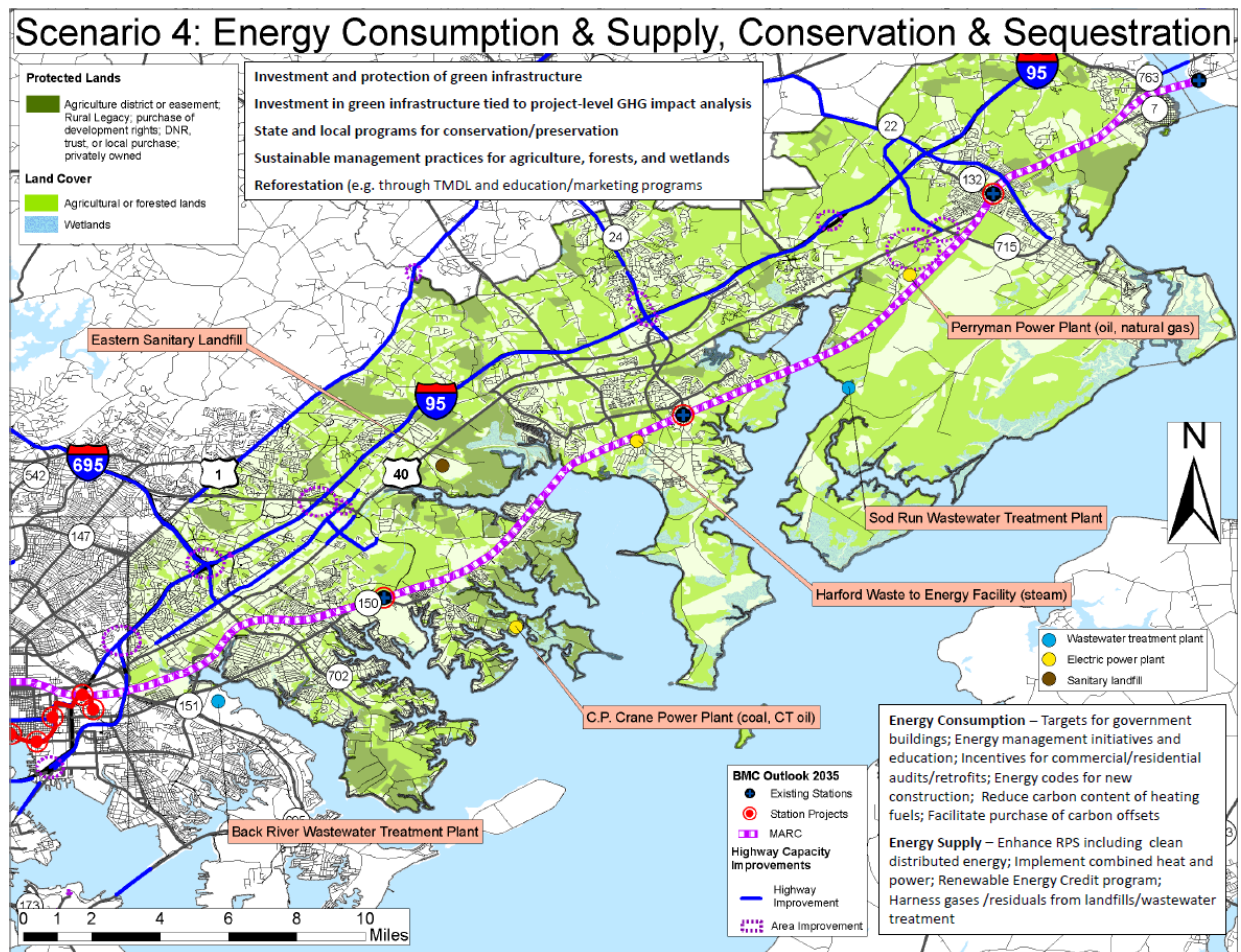 Scenario 4: Energy Consumption & Supply, Conservation & Sequestration
Protected Lands
Agriculture district or easement;
Rural Legacy; purchase of
development rights; DNR,
trust, or local purchase;
privately owned
Land Cover
Agricultural or forested lands
Wetlands
Investment and protection of green infrastructure
Investment in green infrastructure tied to project-level GHG impact analysis
State and local programs for conservation/preservation
Sustainable management practices for agriculture, forests, and wetlands
Reforestation (e.g. through TMDL and education/marketing programs
95
763
7
22
132
24
715
Perryman Power Plant (oil, natural gas)
Eastern Sanitary Landfill
95
695
1
40
542
147
N
Sod Run Wastewater Treatment Plant
Harford Waste to Energy Facility (steam)
150
702
151
Wastewater treatment plant
Electric power plant
Sanitary landfill
C.P. Crane Power Plant (coal, CT oil)
Back River Wastewater Treatment Plant
173
0 1 2 4 6 8 10
Miles
BMC Outlook 2035
Existing Stations
Station Projects
MARC
Highway Capacity
Improvements
Highway
Improvement
Area Improvement
Energy Consumption – Targets for government
buildings; Energy management initiatives and
education; Incentives for commercial/residential
audits/retrofits; Energy codes for new
construction; Reduce carbon content of heating
fuels; Facilitate purchase of carbon offsets
Energy Supply – Enhance RPS including clean
distributed energy; Implement combined heat and
power; Renewable Energy Credit program;
Harness gases /residuals from landfills/wastewater
treatment